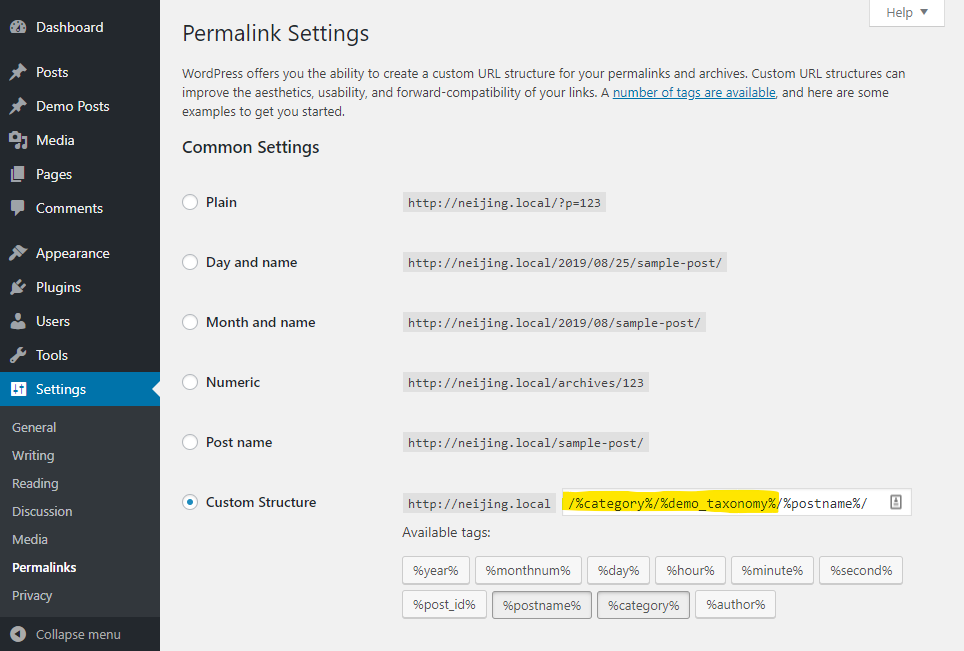 Dashboard
Posts
Demo Posts
Media
Pages
Comments
Appearance
Plugins
Users
Tools
Settings
General
Writing
Reading
Discussion
Media
Permalinks
Privacy
Collapse menu
Help
Permalink Settings
WordPress offers you the ability to create a custom URL structure for your permalinks and archives. Custom URL structures can
improve the aesthetics, usability, and forward-compatibility of your links. A number of tags are available, and here are some
examples to get you started.
Common Settings
Plain http://neijing.local/?p=123
Day and name http://neijing.local/2019/08/25/sample-post/
Month and name http://neijing.local/2019/08/sample-post/
Numeric http://neijing.local/archives/123
Post name http://neijing.local/sample-post/
Custom Structure http://neijing.local /%category%/%demo_taxonomy%/%postname%/
Available tags:
%year% %monthnum% %day% %hour% %minute% %second%
%post_id% %postname% %category% %author%